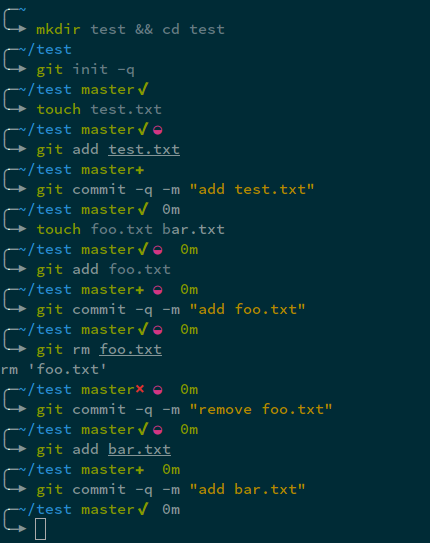 ~
mkdir test && cd test
~/test
git init -q
~/test master✔
touch test.txt
~/test master✔ ◒
git add test.txt
~/test master✚
git commit -q -m "add test.txt"
~/test master✔ 0m
touch foo.txt bar.txt
~/test master✔ ◒ 0m
git add foo.txt
~/test master✚ ◒ 0m
git commit -q -m "add foo.txt"
~/test master✔ ◒ 0m
git rm foo.txt
rm 'foo.txt'
~/test master✖ ◒ 0m
git commit -q -m "remove foo.txt"
~/test master✔ ◒ 0m
git add bar.txt
~/test master✚ 0m
git commit -q -m "add bar.txt"
~/test master✔ 0m